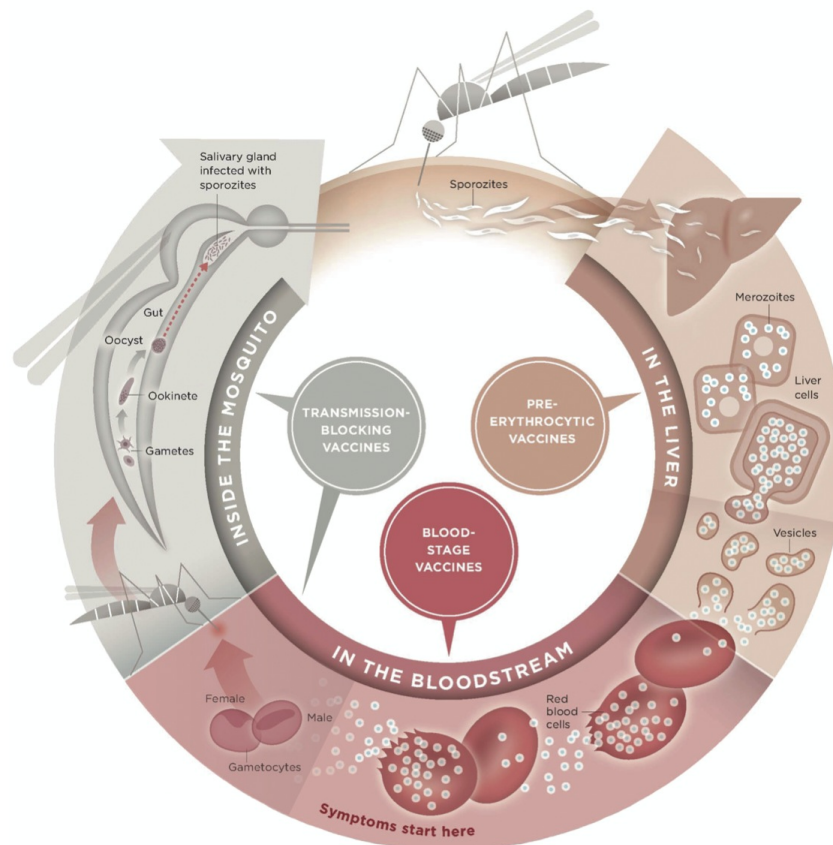 Salivary gland
infected with
sporozites
Sporozites
Merozoites
Liver
cells
Vesicles
Gut
Oocyst
Ookinete
Gametes
INSIDE THE MOSQUITO
IN THE LIVER
IN THE BLOODSTREAM
TRANSMISSION-
BLOCKING
VACCINES
PRE-
ERYTHROCYTIC
VACCINES
BLOOD-
STAGE
VACCINES
Female
Male
Gametocytes
Red
blood
cells
Symptoms start here